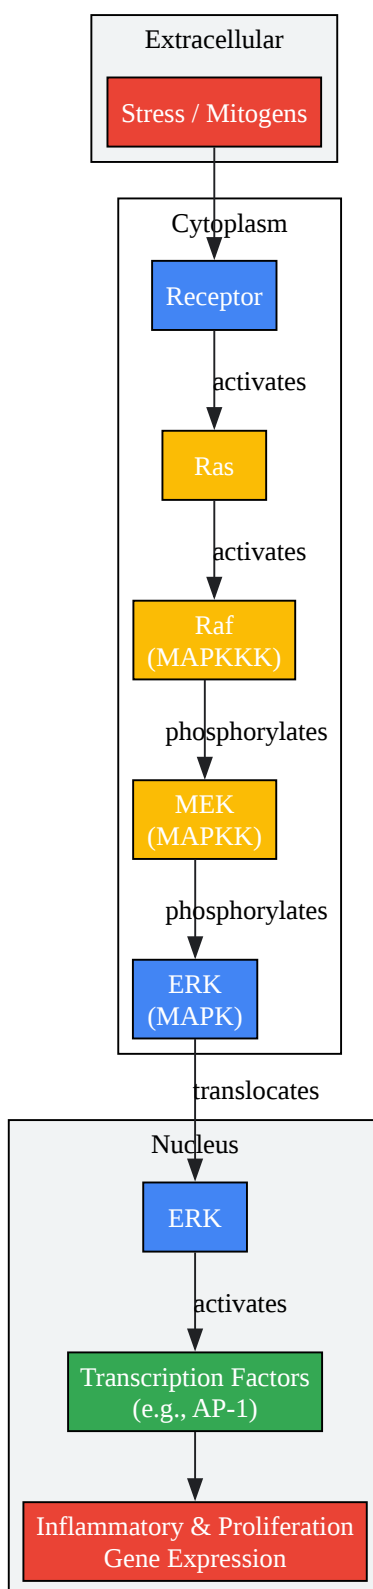 Extracellular
Stress / Mitogens
Cytoplasm
Receptor
activates
Ras
activates
Raf
(MAPKKK)
phosphorylates
MEK
(MAPKK)
phosphorylates
ERK
(MAPK)
translocates
Nucleus
ERK
activates
Transcription Factors
(e.g., AP-1)
Inflammatory & Proliferation
Gene Expression